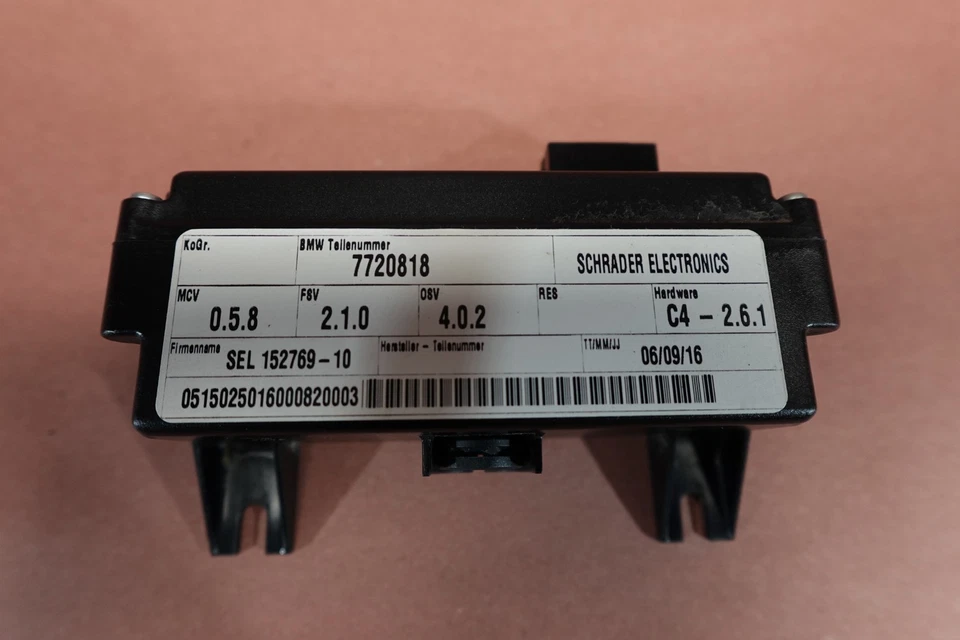 KoGr. BMW Teilenummer
7720818 SCHRADER ELECTRONICS
MCV FSV OSV RES Hardware
0.5.8 2.1.0 4.0.2 C4 - 2.6.1
Firmenname Hersteller - Teilenummer TT/MM/JJ
SEL 152769-10 06/09/16
0515025016000820003